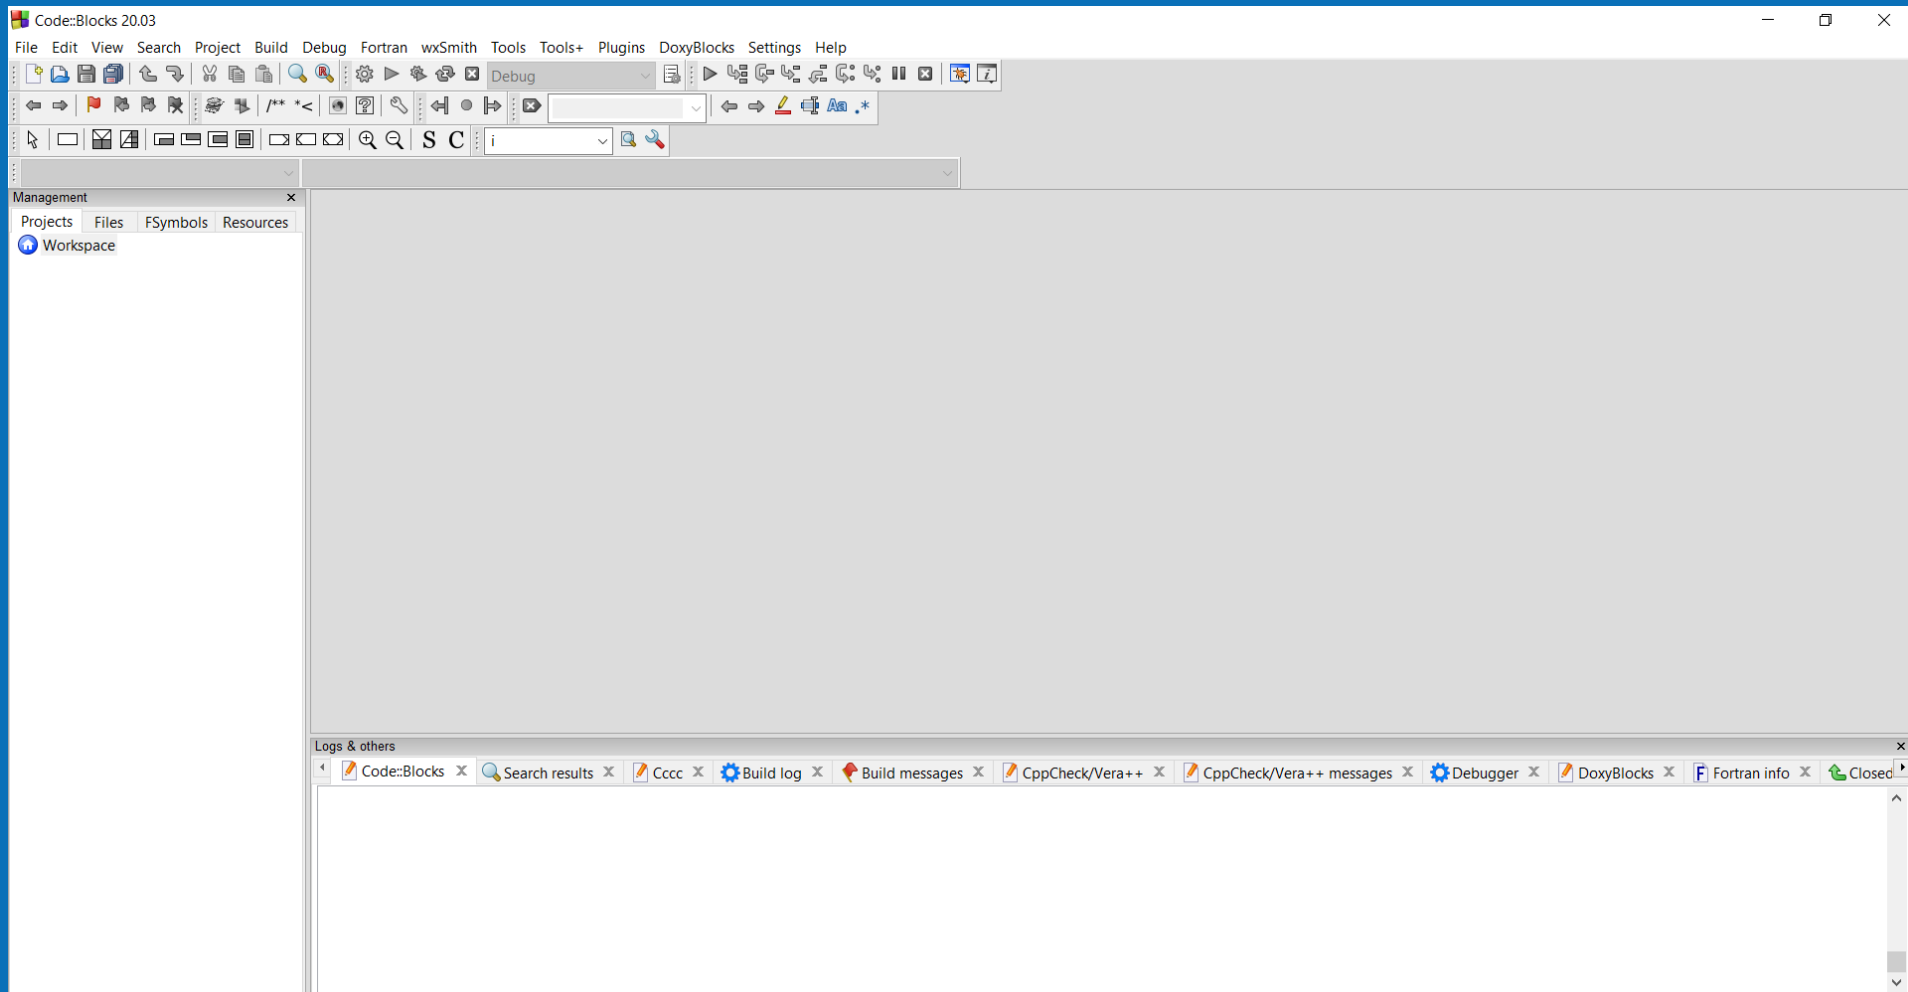 Code::Blocks 20.03
File Edit View Search Project Build Debug Fortran wxSmith Tools Tools+ Plugins DoxyBlocks Settings Help
Debug
/** *< Aa .*
S C i
Management
Projects Files FSymbols Resources
Workspace
Logs & others
Code::Blocks Search results Cccc Build log Build messages CppCheck/Vera++ CppCheck/Vera++ messages Debugger DoxyBlocks Fortran info Closed